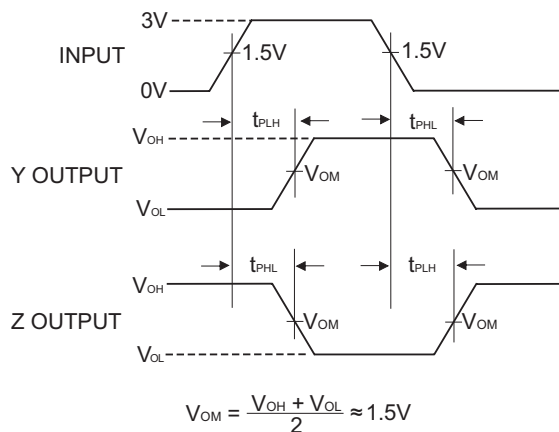 3V
INPUT
1.5V
1.5V
0V
tPLH
tPHL
VOH
Y OUTPUT
VOM
VOM
VOL
tPHL
tPLH
VOH
Z OUTPUT
VOM
VOM
VOL
VOM = VOH + VOL / 2 ≈ 1.5V